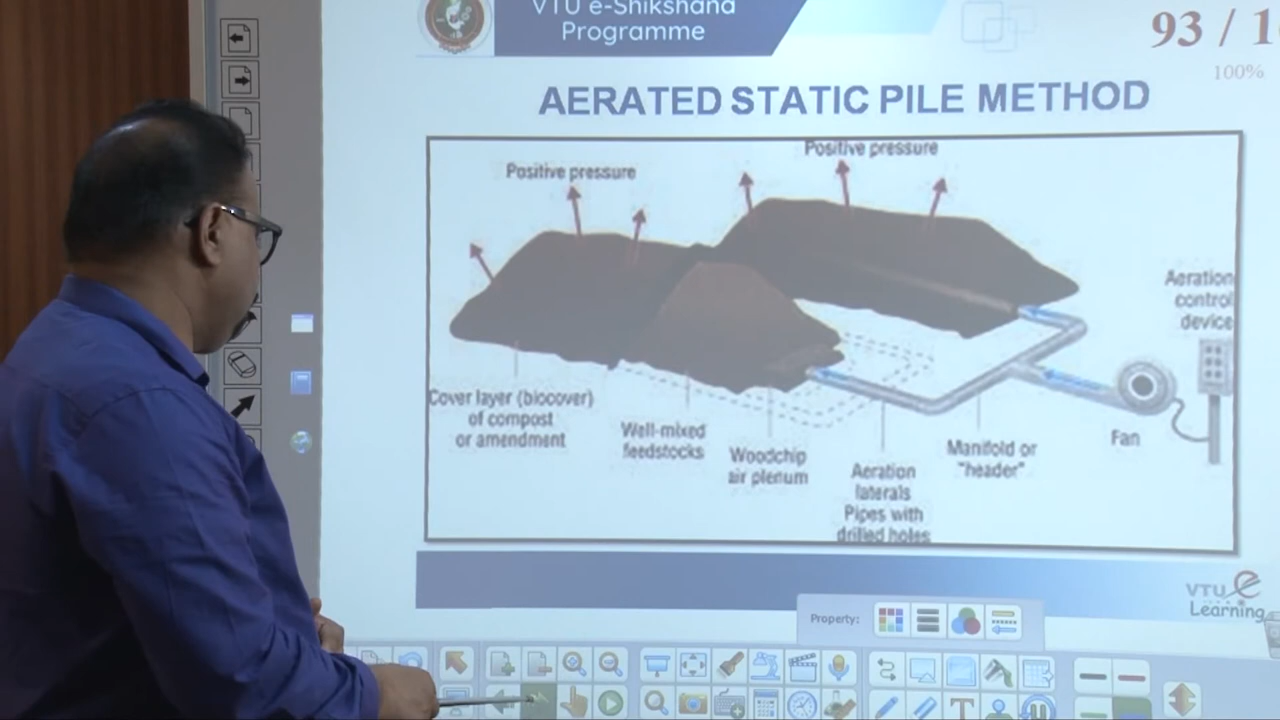 VTU e-Shikshana
Programme
93 / 1
100%
AERATED STATIC PILE METHOD
Positive pressure
Positive pressure
Aeration
control
device
Cover layer (biocover)
of compost
or amendment
Well-mixed
feedstocks
Woodchip
air plenum
Aeration
laterals
Pipes with
drilled holes
Manifold or
"header"
Fan
VTU e
Learning
Property: